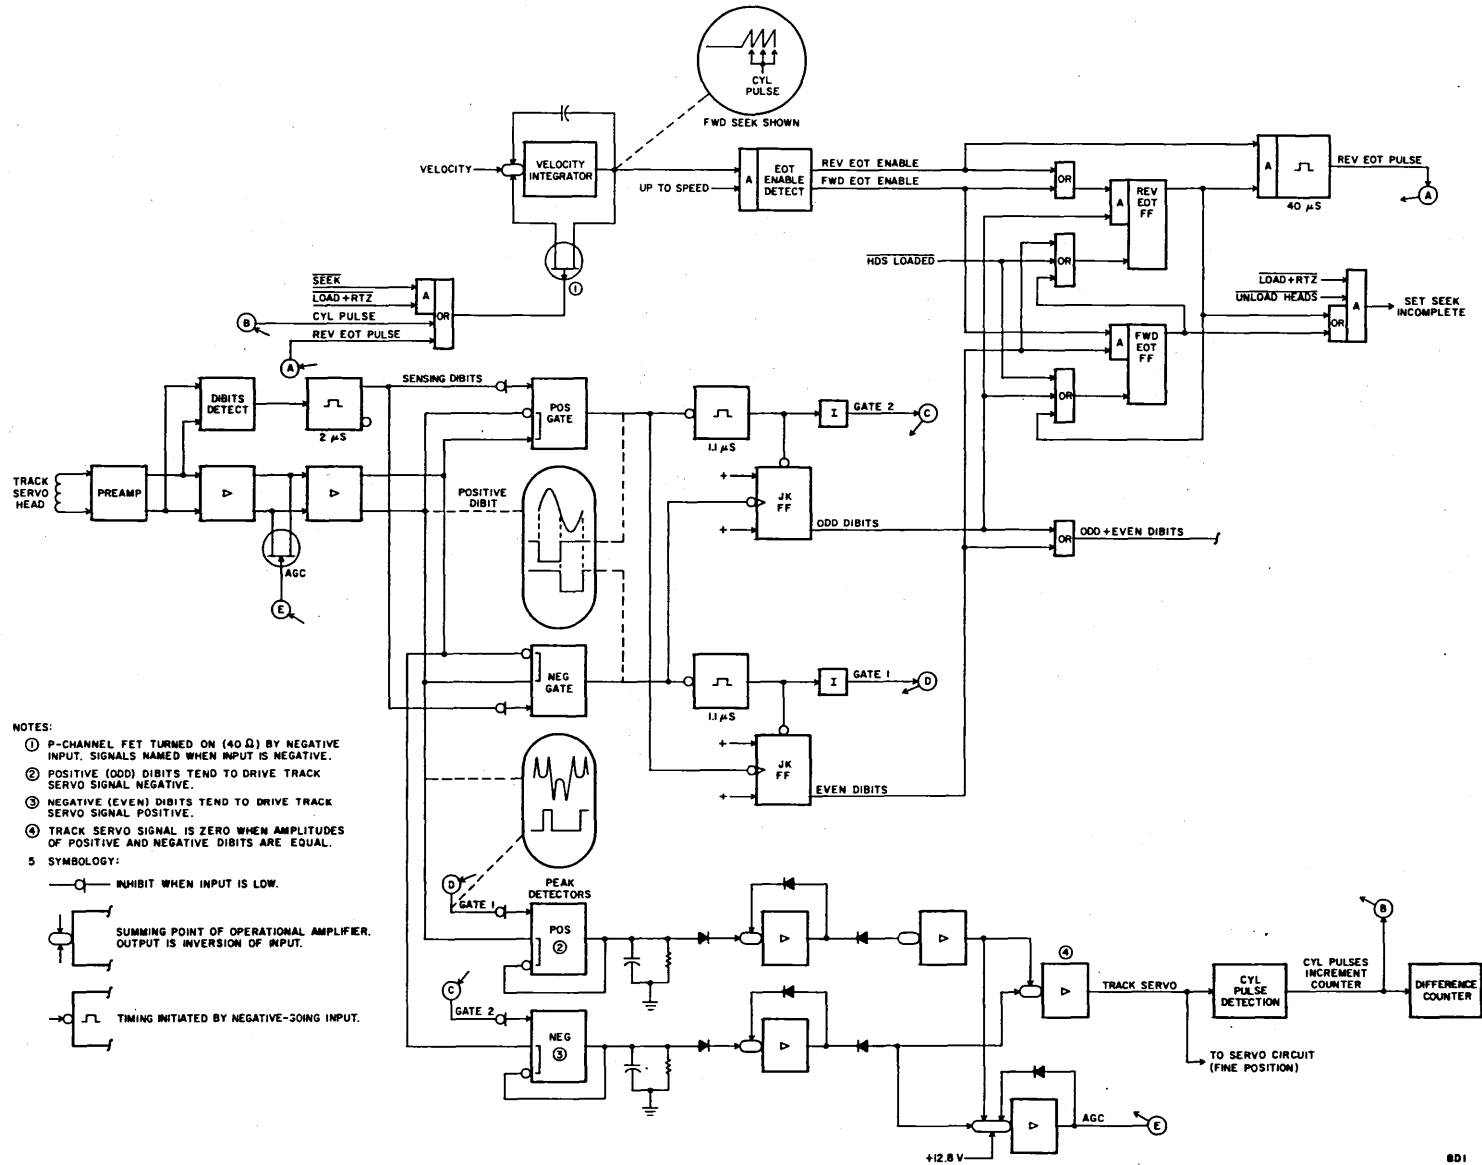 CYL
PULSE
FWD SEEK SHOWN
VELOCITY
VELOCITY
INTEGRATOR
UP TO SPEED
A
EOT
ENABLE
DETECT
REV EOT ENABLE
FWD EOT ENABLE
OR
A
REV
EDT
FF
A
40 µS
REV EOT PULSE
A
HDS LOADED
OR
1
SEEK
LOAD+RTZ
CYL PULSE
REV EOT PULSE
A
OR
B
A
LOAD+RTZ
UNLOAD HEADS
A
OR
SET SEEK
INCOMPLETE
A
FWD
EOT
FF
OR
DIBITS
DETECT
2 µS
SENSING DIBITS
POS
GATE
1.1 µS
I
GATE 2
C
TRACK
SERVO
HEAD
PREAMP
AGC
E
POSITIVE
DIBIT
+
JK
FF
+
ODD DIBITS
OR
ODD+EVEN DIBITS
NEG
GATE
1.1 µS
I
GATE 1
D
+
JK
FF
+
EVEN DIBITS
NOTES:
1 P-CHANNEL FET TURNED ON (40 Ω) BY NEGATIVE
INPUT. SIGNALS NAMED WHEN INPUT IS NEGATIVE.
2 POSITIVE (ODD) DIBITS TEND TO DRIVE TRACK
SERVO SIGNAL NEGATIVE.
3 NEGATIVE (EVEN) DIBITS TEND TO DRIVE TRACK
SERVO SIGNAL POSITIVE.
4 TRACK SERVO SIGNAL IS ZERO WHEN AMPLITUDES
OF POSITIVE AND NEGATIVE DIBITS ARE EQUAL.
5 SYMBOLOGY:
INHIBIT WHEN INPUT IS LOW.
SUMMING POINT OF OPERATIONAL AMPLIFIER.
OUTPUT IS INVERSION OF INPUT.
TIMING INITIATED BY NEGATIVE-GOING INPUT.
D
GATE 1
PEAK
DETECTORS
POS
2
C
GATE 2
NEG
3
4
TRACK SERVO
CYL
PULSE
DETECTION
CYL PULSES
INCREMENT
COUNTER
B
DIFFERENCE
COUNTER
TO SERVO CIRCUIT
(FINE POSITION)
+12.8 V
AGC
E
8D1